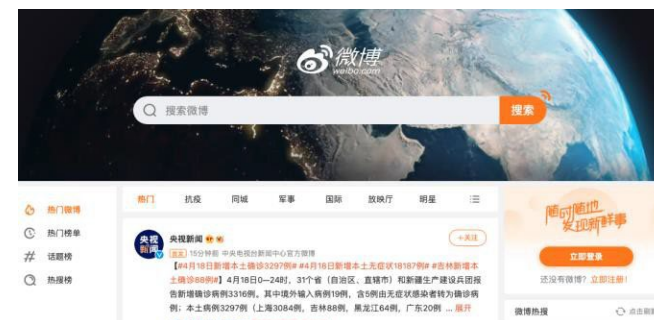 微博
weibo.com
搜索微博
搜索
热门微博
热门榜单
话题榜
热搜榜
热门 抗疫 同城 军事 国际 放映厅 明星
央视新闻
央视新闻
+关注
15分钟前 中央电视台新闻中心官方微博
【#4月18日新增本土确诊3297例# #4月18日新增本土无症状18187例# #吉林新增本
土确诊88例#】4月18日0—24时，31个省（自治区、直辖市）和新疆生产建设兵团报
告新增确诊病例3316例。其中境外输入病例19例，含5例由无症状感染者转为确诊病
例；本土病例3297例（上海3084例，吉林88例，黑龙江64例，广东20例 ... 展开
随时随地
发现新鲜事
立即登录
还没有微博？立即注册！
微博热搜
点击刷新